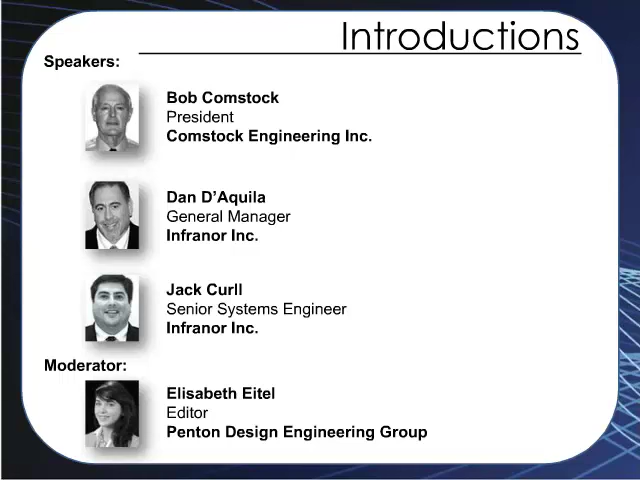 Introductions
Speakers:
Bob Comstock
President
Comstock Engineering Inc.
Dan D’Aquila
General Manager
Infranor Inc.
Jack Curll
Senior Systems Engineer
Infranor Inc.
Moderator:
Elisabeth Eitel
Editor
Penton Design Engineering Group